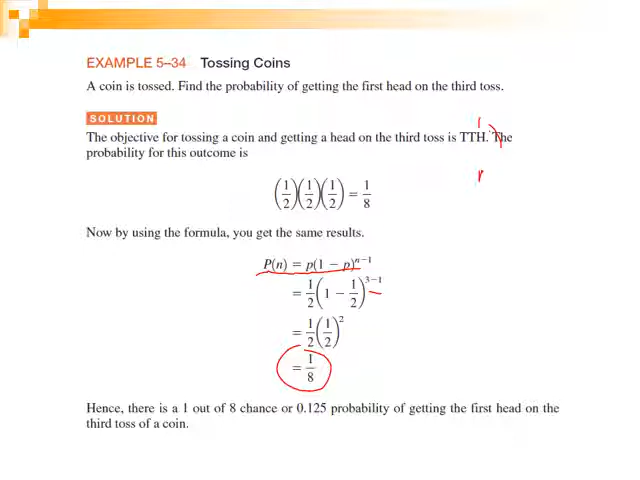 EXAMPLE 5–34 Tossing Coins
A coin is tossed. Find the probability of getting the first head on the third toss.
SOLUTION
The objective for tossing a coin and getting a head on the third toss is TTH. The
probability for this outcome is
(1/2)(1/2)(1/2) = 1/8
Now by using the formula, you get the same results.
P(n) = p(1 − p)^{n−1}
= 1/2(1 − 1/2)^{3−1}
= 1/2(1/2)^2
= 1/8
Hence, there is a 1 out of 8 chance or 0.125 probability of getting the first head on the
third toss of a coin.